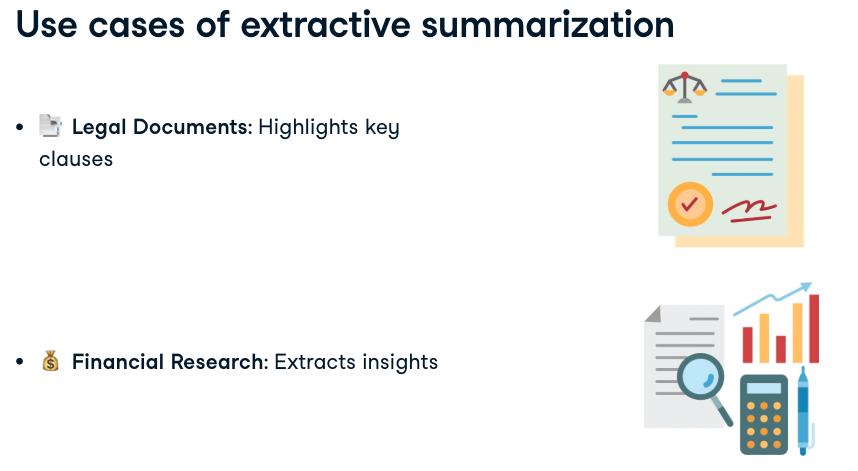 Use cases of extractive summarization
• 📑 Legal Documents: Highlights key
clauses
• 💰 Financial Research: Extracts insights